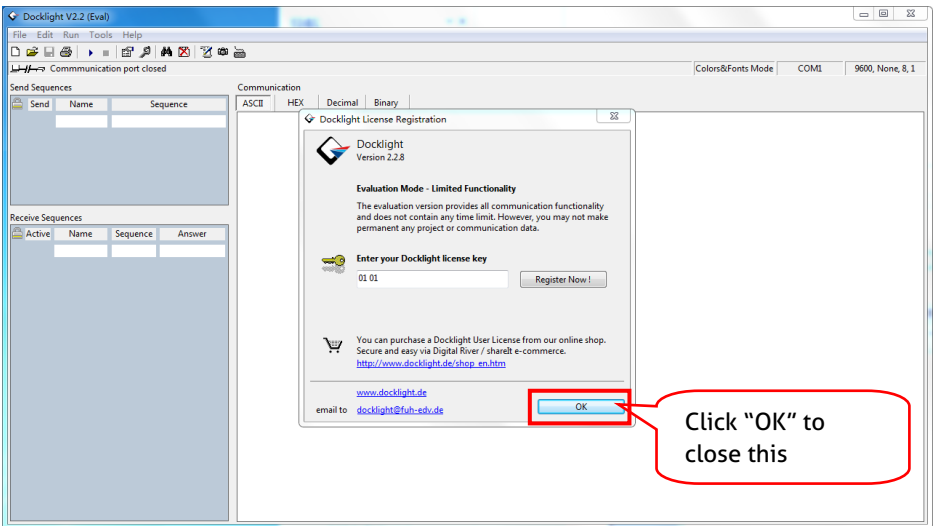 Docklight V2.2 (Eval)
File Edit Run Tools Help
Commmunication port closed
Colors&Fonts Mode COM1 9600, None, 8, 1
Send Sequences
Send Name Sequence
Communication
ASCII HEX Decimal Binary
Docklight License Registration
Docklight
Version 2.2.8
Evaluation Mode - Limited Functionality
The evaluation version provides all communication functionality
and does not contain any time limit. However, you may not make
permanent any project or communication data.
Receive Sequences
Active Name Sequence Answer
Enter your Docklight license key
01 01
Register Now !
You can purchase a Docklight User License from our online shop.
Secure and easy via Digital River / shareIt e-commerce.
http://www.docklight.de/shop_en.htm
www.docklight.de
email to docklight@fuh-edv.de
OK
Click “OK” to
close this